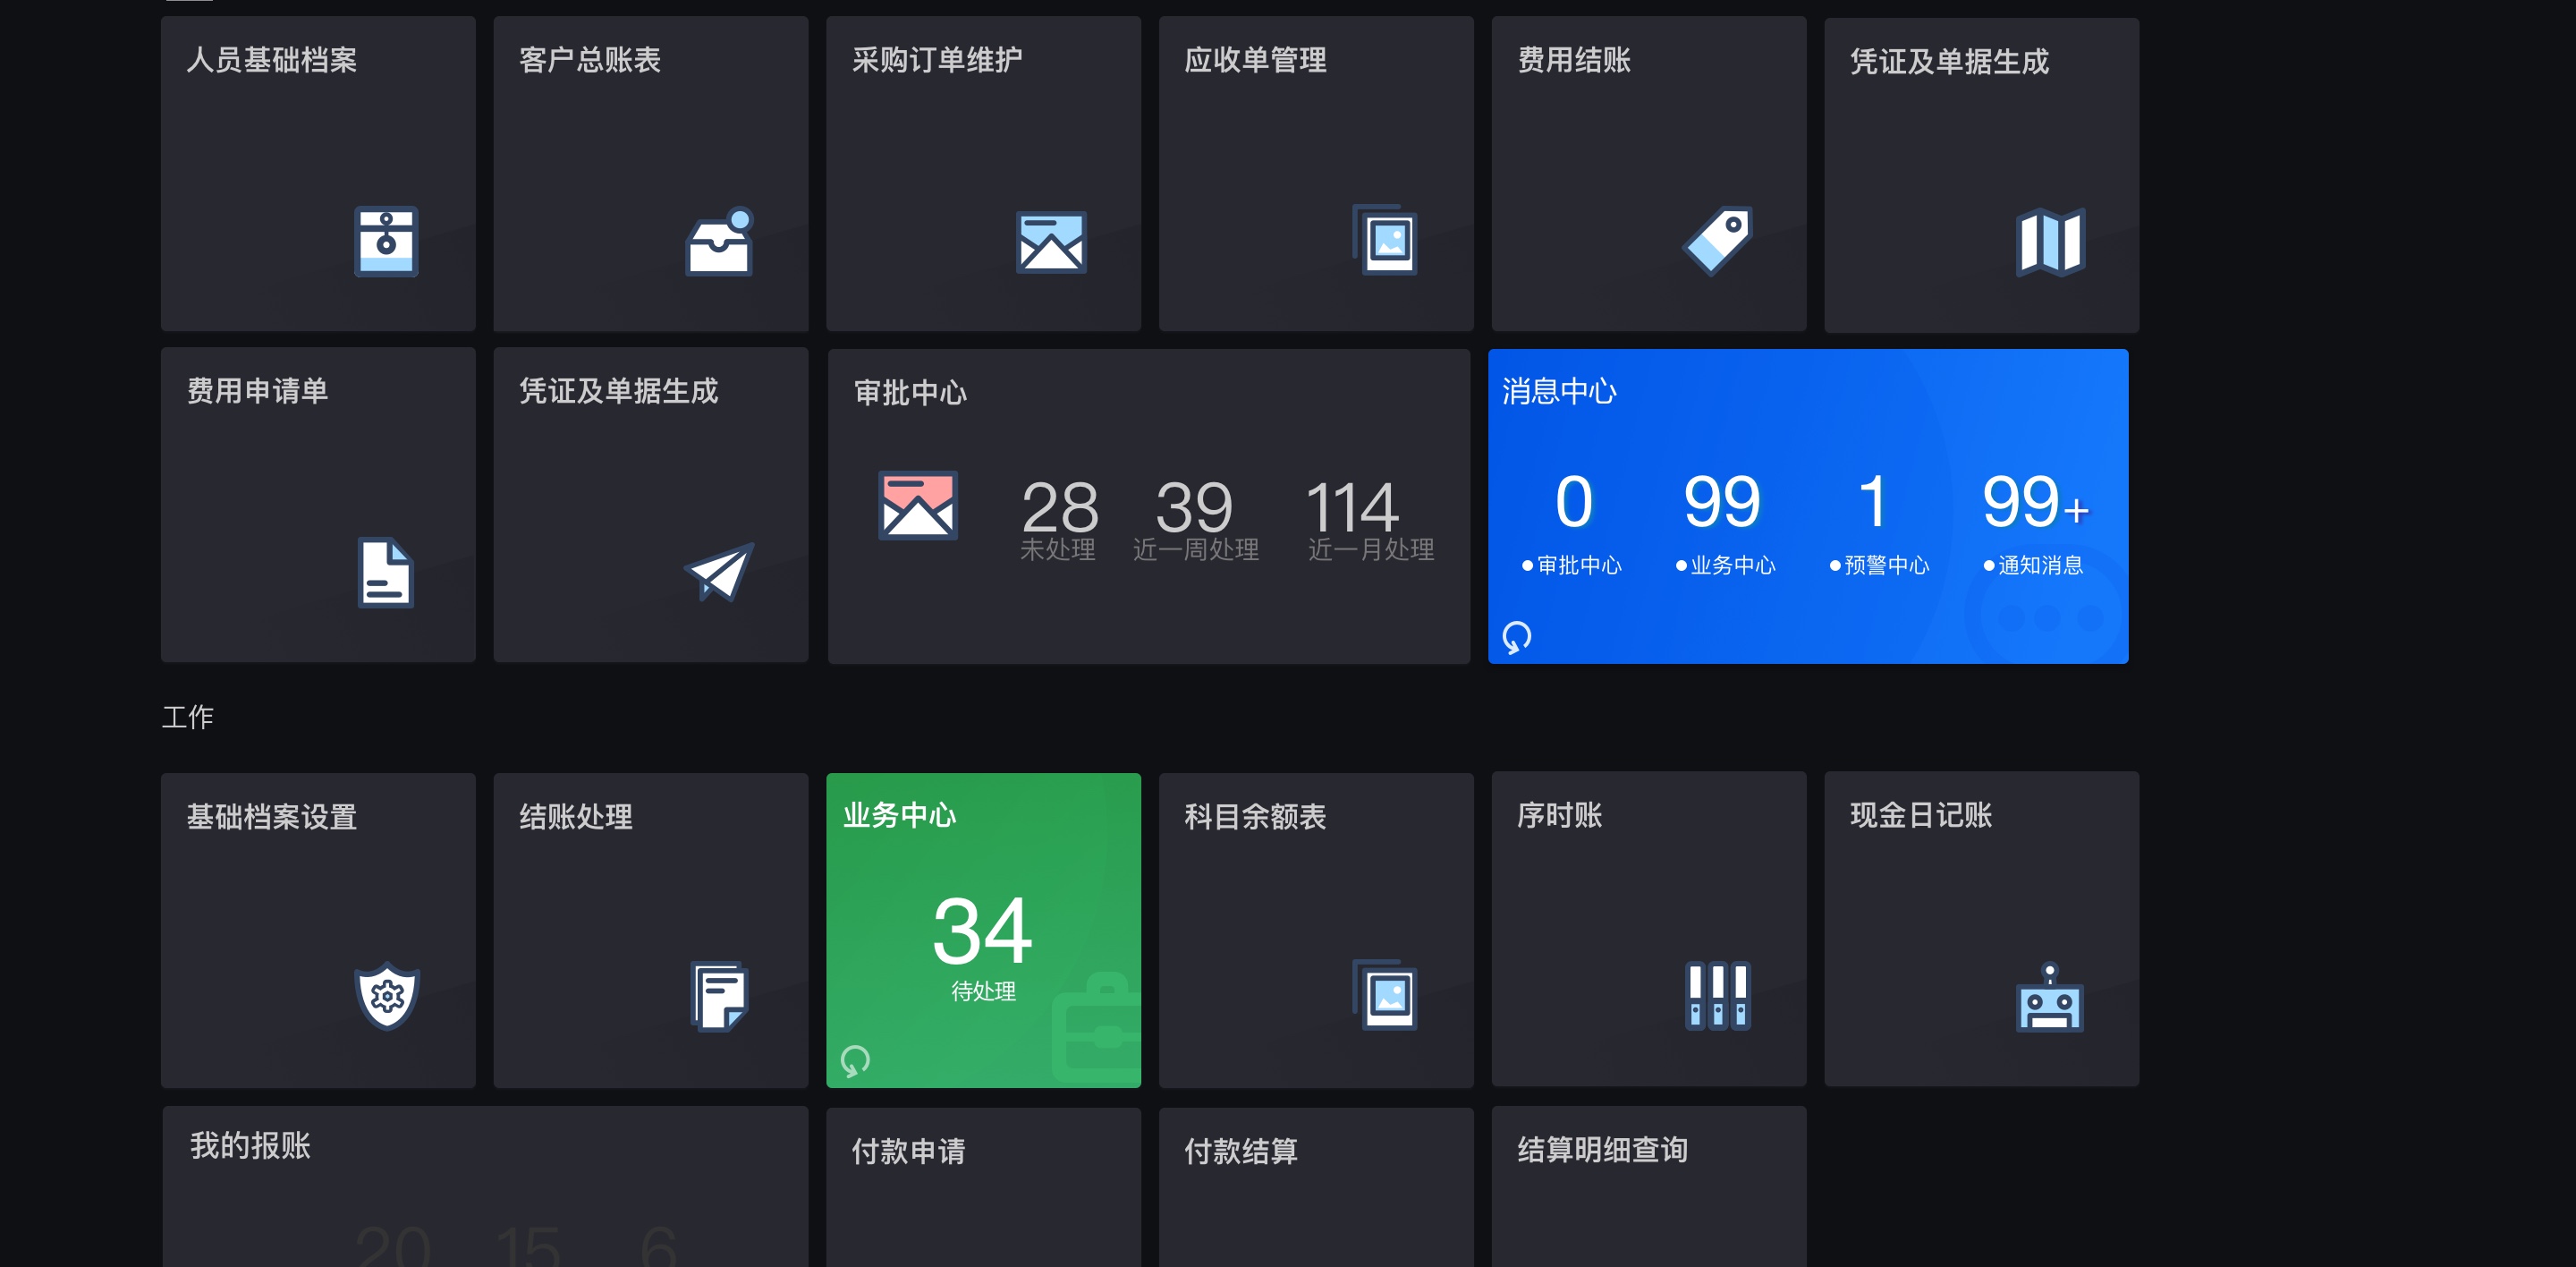 人员基础档案
客户总账表
采购订单维护
应收单管理
费用结账
凭证及单据生成
费用申请单
凭证及单据生成
审批中心
28 39 114
未处理 近一周处理 近一月处理
消息中心
0 99 1 99+
审批中心 业务中心 预警中心 通知消息
工作
基础档案设置
结账处理
业务中心
34
待处理
科目余额表
序时账
现金日记账
我的报账
20 15 6
付款申请
付款结算
结算明细查询